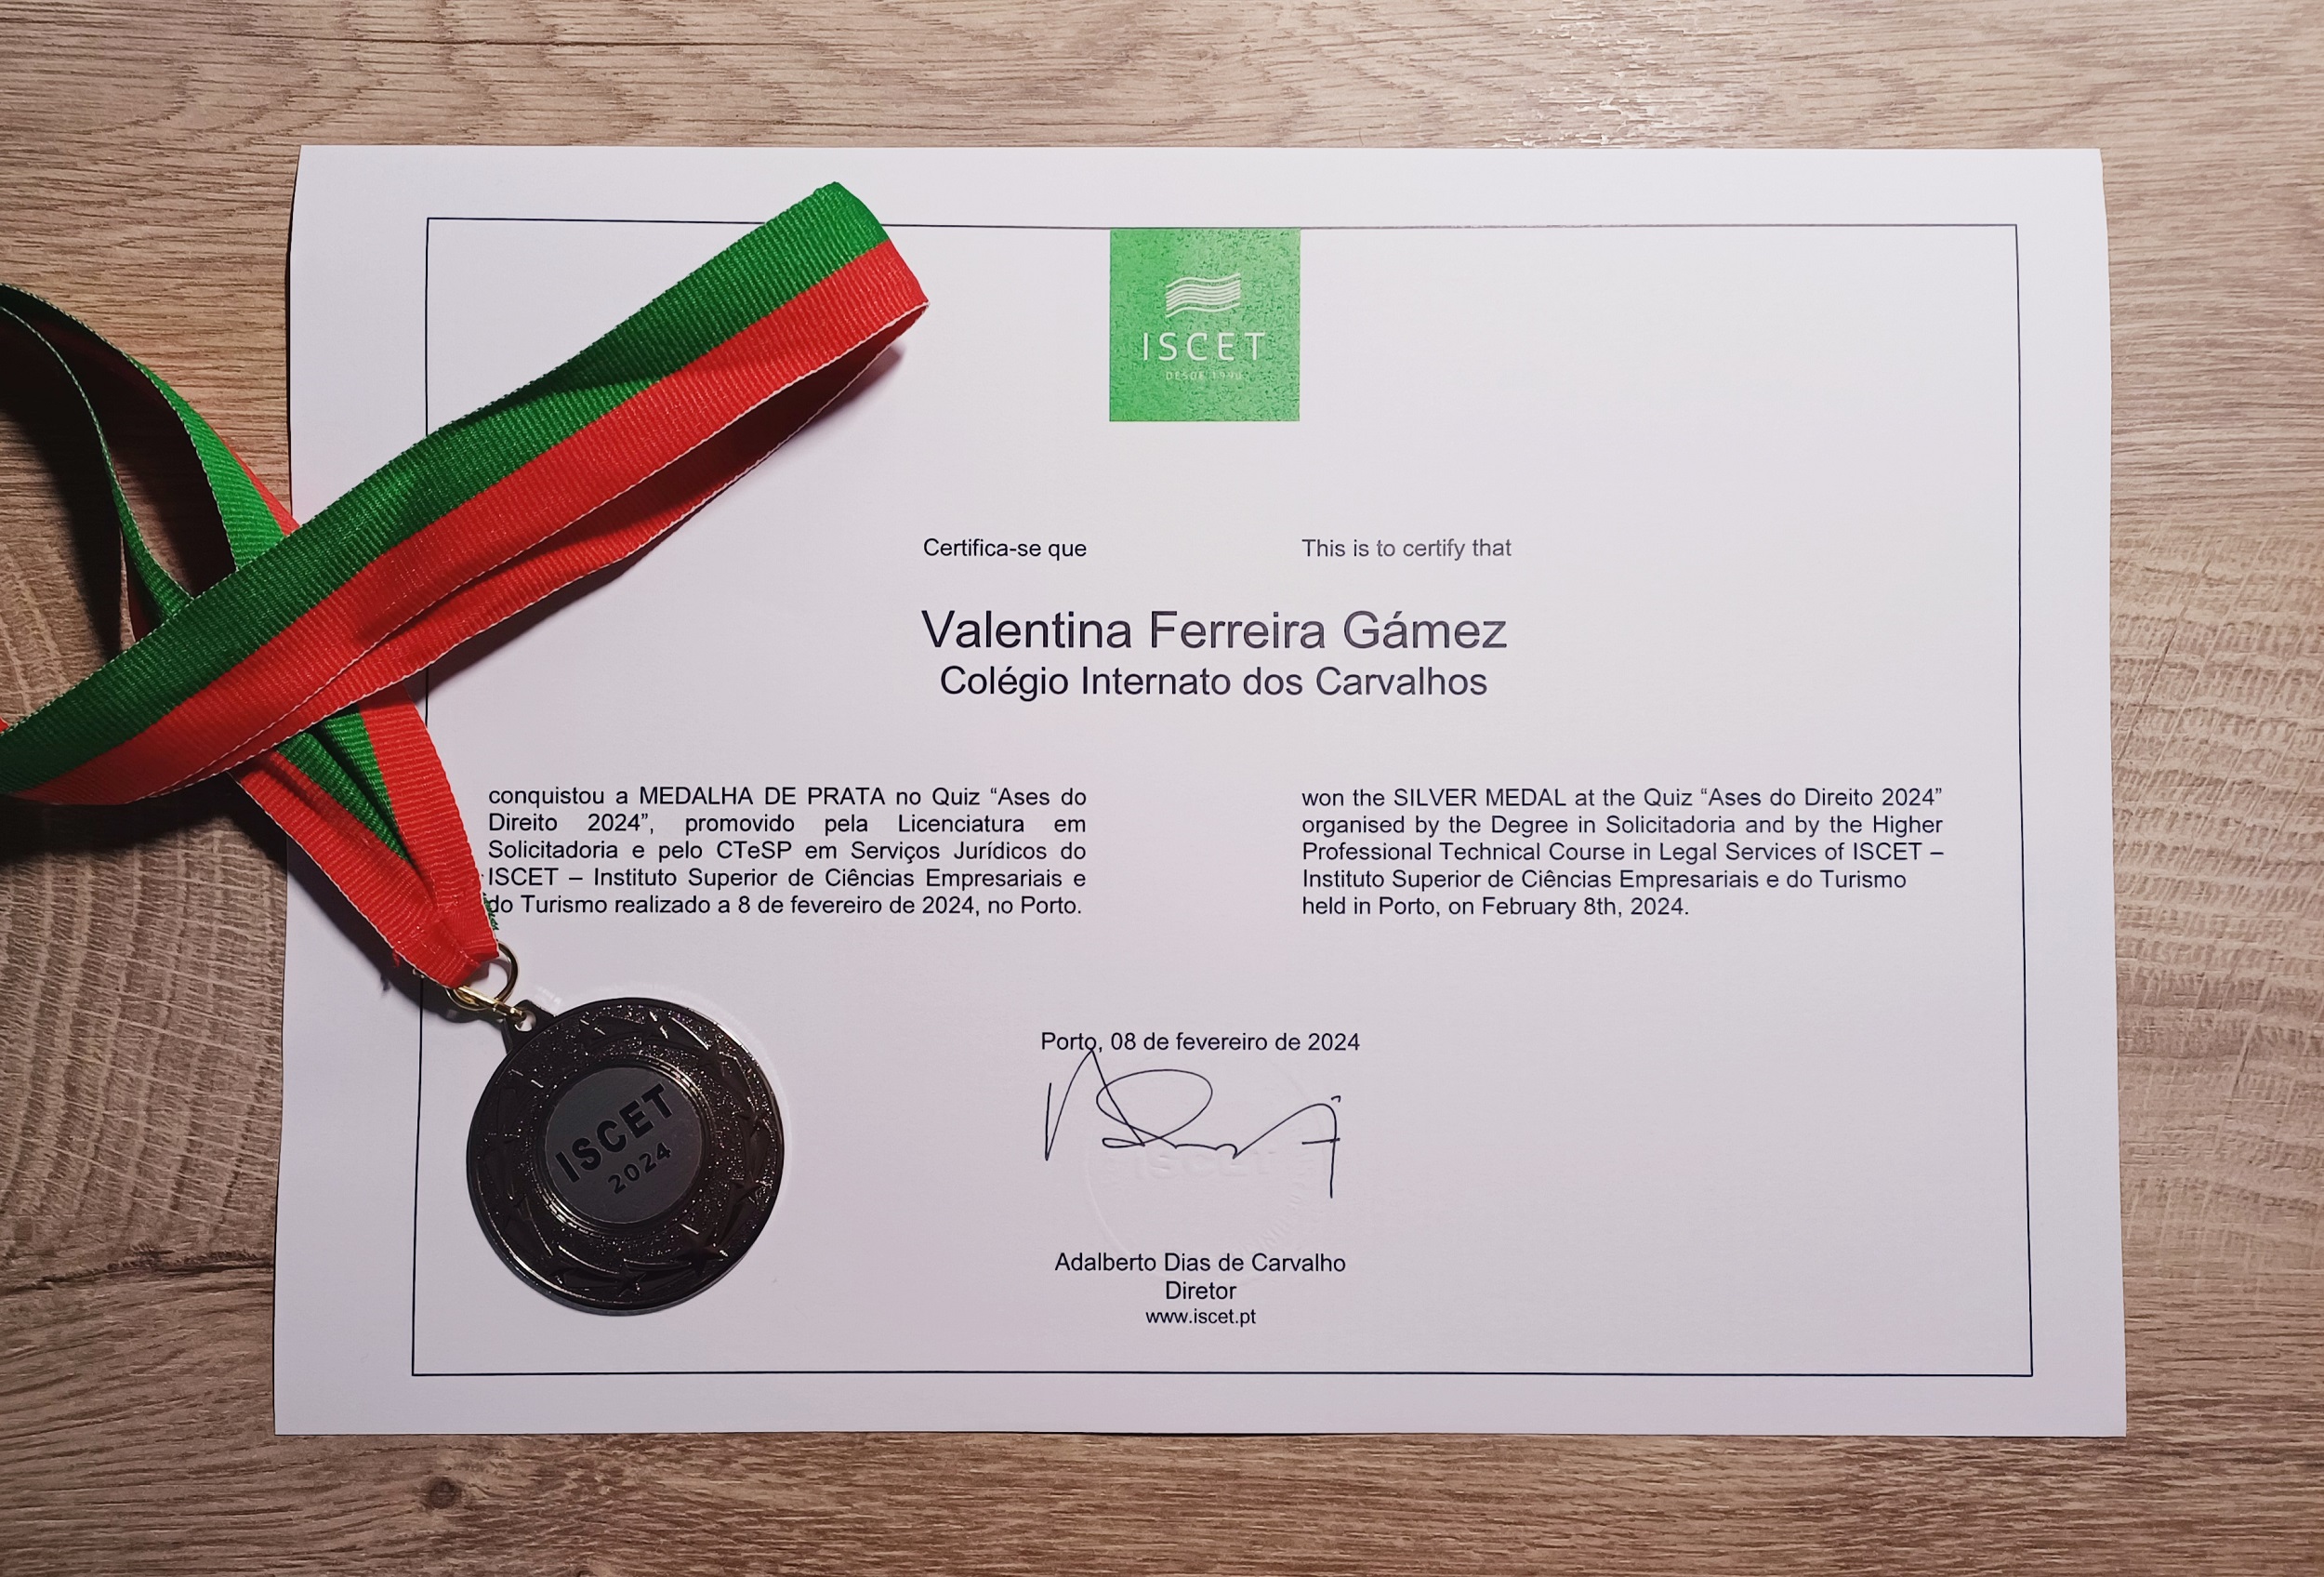 ISCET
DESDE 1990
Certifica-se que
This is to certify that
Valentina Ferreira Gámez
Colégio Internato dos Carvalhos
conquistou a MEDALHA DE PRATA no Quiz “Ases do
Direito 2024”, promovido pela Licenciatura em
Solicitadoria e pelo CTeSP em Serviços Jurídicos do
ISCET – Instituto Superior de Ciências Empresariais e
do Turismo realizado a 8 de fevereiro de 2024, no Porto.
won the SILVER MEDAL at the Quiz “Ases do Direito 2024”
organised by the Degree in Solicitadoria and by the Higher
Professional Technical Course in Legal Services of ISCET –
Instituto Superior de Ciências Empresariais e do Turismo
held in Porto, on February 8th, 2024.
Porto, 08 de fevereiro de 2024
ISCET
Adalberto Dias de Carvalho
Diretor
www.iscet.pt
ISCET
2024